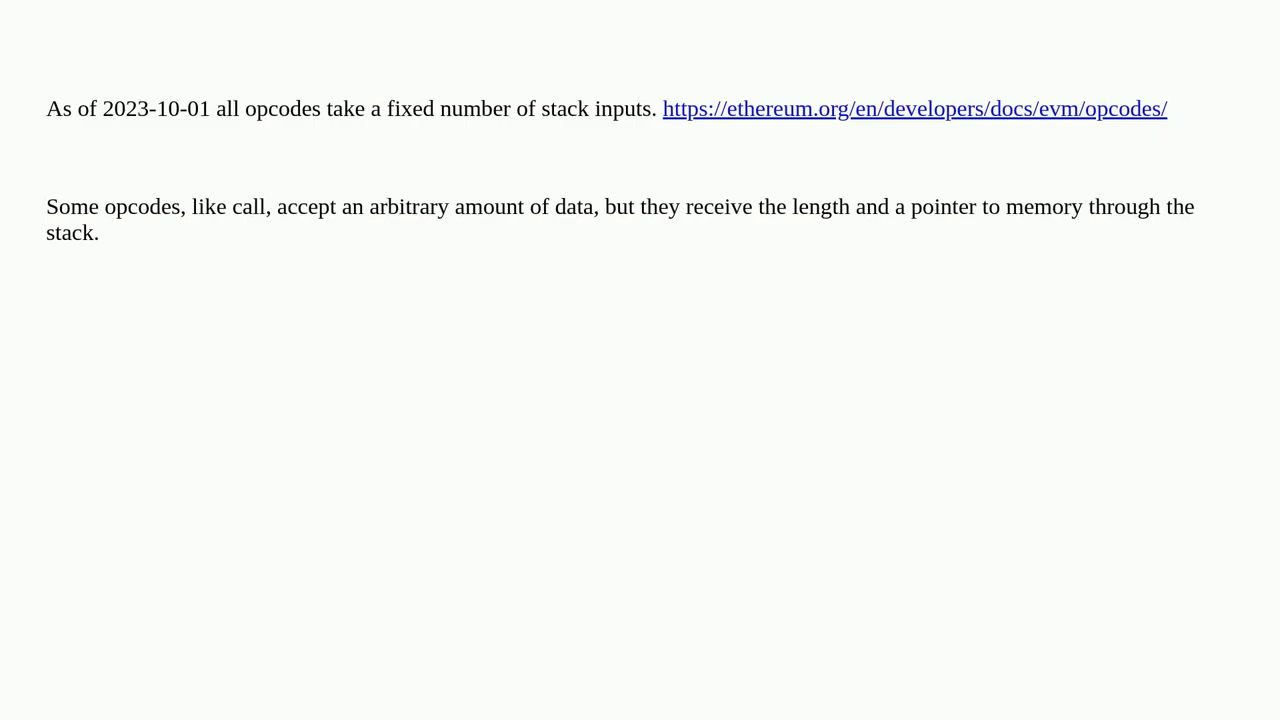 As of 2023-10-01 all opcodes take a fixed number of stack inputs. https://ethereum.org/en/developers/docs/evm/opcodes/
Some opcodes, like call, accept an arbitrary amount of data, but they receive the length and a pointer to memory through the
stack.